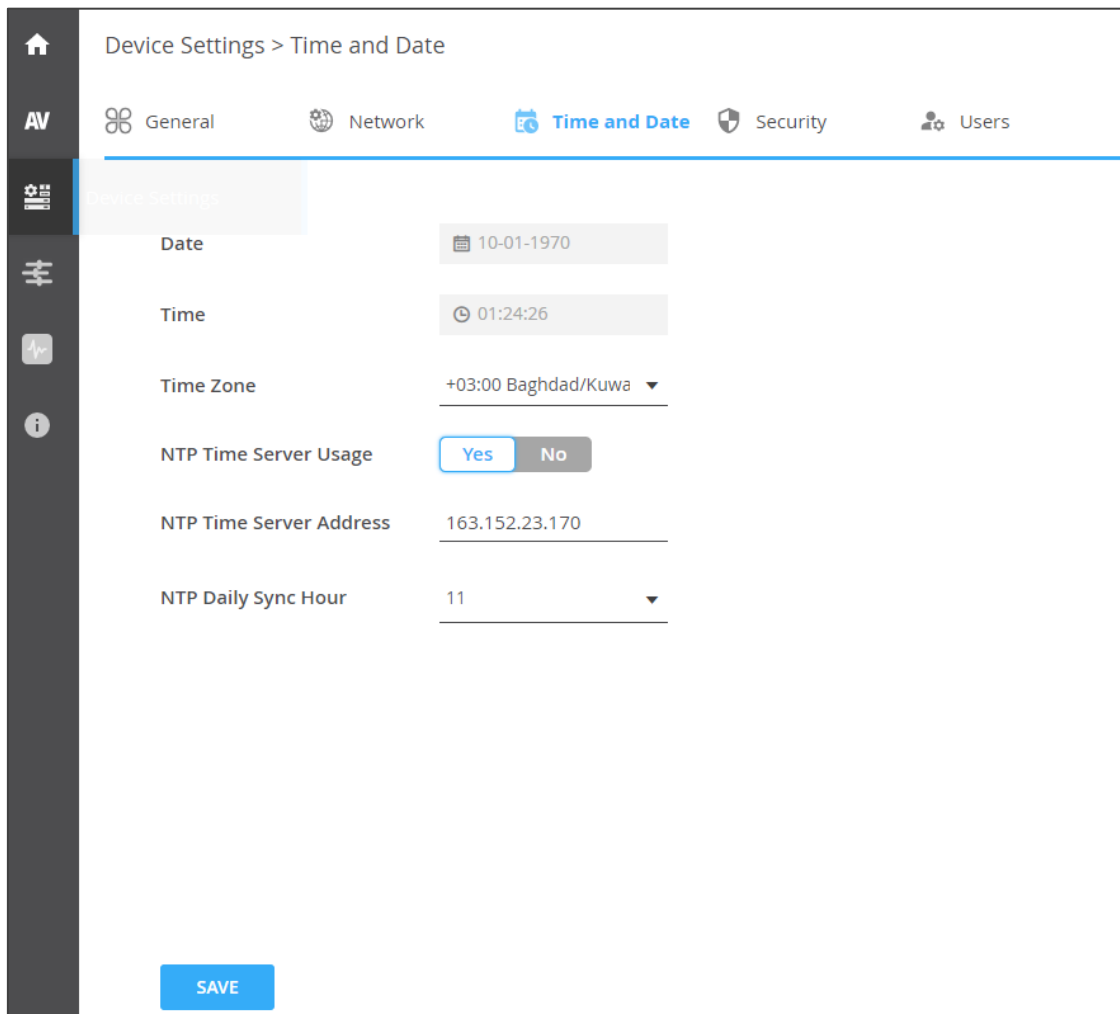 Device Settings > Time and Date
AV
General Network Time and Date Security Users
Device Settings
Date 10-01-1970
Time 01:24:26
Time Zone +03:00 Baghdad/Kuwa
NTP Time Server Usage Yes No
NTP Time Server Address 163.152.23.170
NTP Daily Sync Hour 11
SAVE